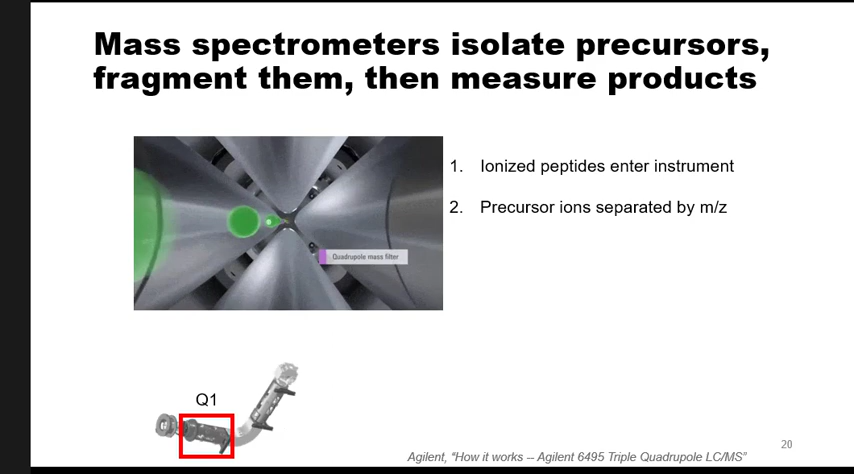 Mass spectrometers isolate precursors,
fragment them, then measure products
1. Ionized peptides enter instrument
2. Precursor ions separated by m/z
Quadrupole mass filter
Q1
20
Agilent, “How it works – Agilent 6495 Triple Quadrupole LC/MS”